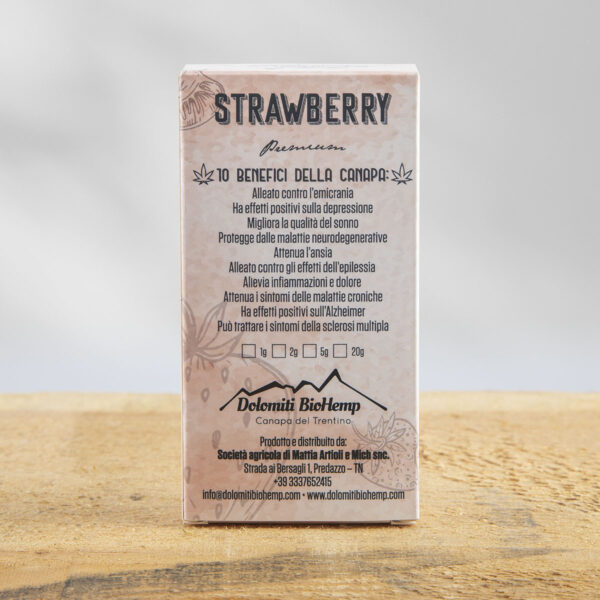 STRAWBERRY
Premium
10 BENEFICI DELLA CANAPA:
Alleato contro l'emicrania
Ha effetti positivi sulla depressione
Migliora la qualità del sonno
Protegge dalle malattie neurodegenerative
Attenua l'ansia
Alleato contro gli effetti dell'epilessia
Allevia infiammazioni e dolore
Attenua i sintomi delle malattie croniche
Ha effetti positivi sull'Alzheimer
Può trattare i sintomi della sclerosi multipla
1g 2g 5g 20g
Dolomiti BioHemp
Canapa del Trentino
Prodotto e distribuito da:
Società agricola di Mattia Artioli e Mich snc.
Strada ai Bersagli 1, Predazzo – TN
+39 3337652415
info@dolomitibiohemp.com • www.dolomitibiohemp.com